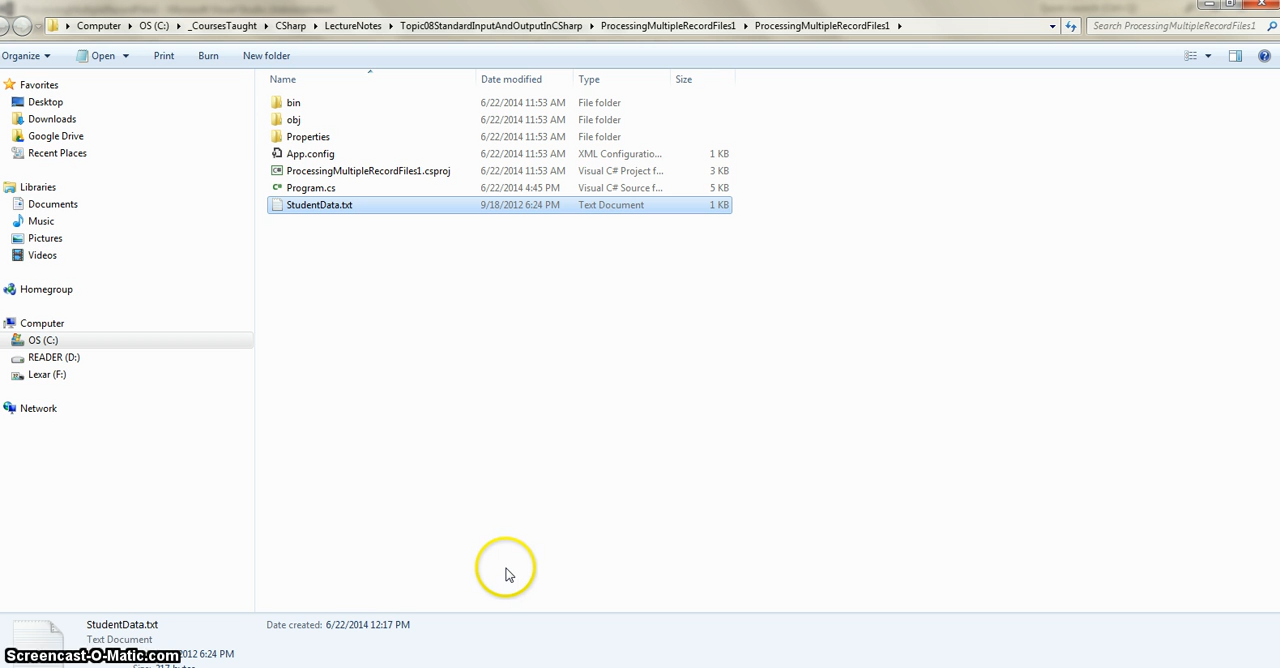 Computer OS (C:) _CoursesTaught CSharp LectureNotes Topic08StandardInputAndOutputInCSharp ProcessingMultipleRecordFiles1 ProcessingMultipleRecordFiles1 Search ProcessingMultipleRecordFiles1
Organize Open Print Burn New folder
Name Date modified Type Size
Favorites
Desktop
Downloads
Google Drive
Recent Places
Libraries
Documents
Music
Pictures
Videos
Homegroup
Computer
OS (C:)
READER (D:)
Lexar (F:)
Network
bin 6/22/2014 11:53 AM File folder
obj 6/22/2014 11:53 AM File folder
Properties 6/22/2014 11:53 AM File folder
App.config 6/22/2014 11:53 AM XML Configuratio... 1 KB
ProcessingMultipleRecordFiles1.csproj 6/22/2014 11:53 AM Visual C# Project f... 3 KB
Program.cs 6/22/2014 4:45 PM Visual C# Source f... 5 KB
StudentData.txt 9/18/2012 6:24 PM Text Document 1 KB
StudentData.txt Date created: 6/22/2014 12:17 PM
Text Document
Screencast-O-Matic.com 2012 6:24 PM